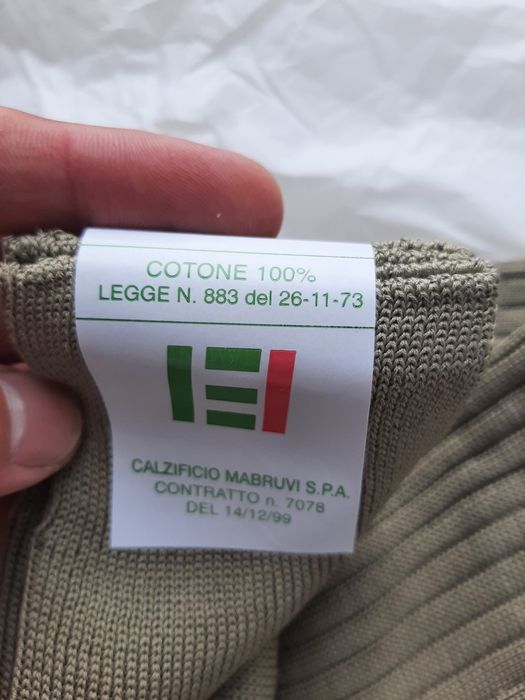 COTONE 100%
LEGGE N. 883 del 26-11-73
CALZIFICIO MABRUVI S.P.A.
CONTRATTO n. 7078
DEL 14/12/99